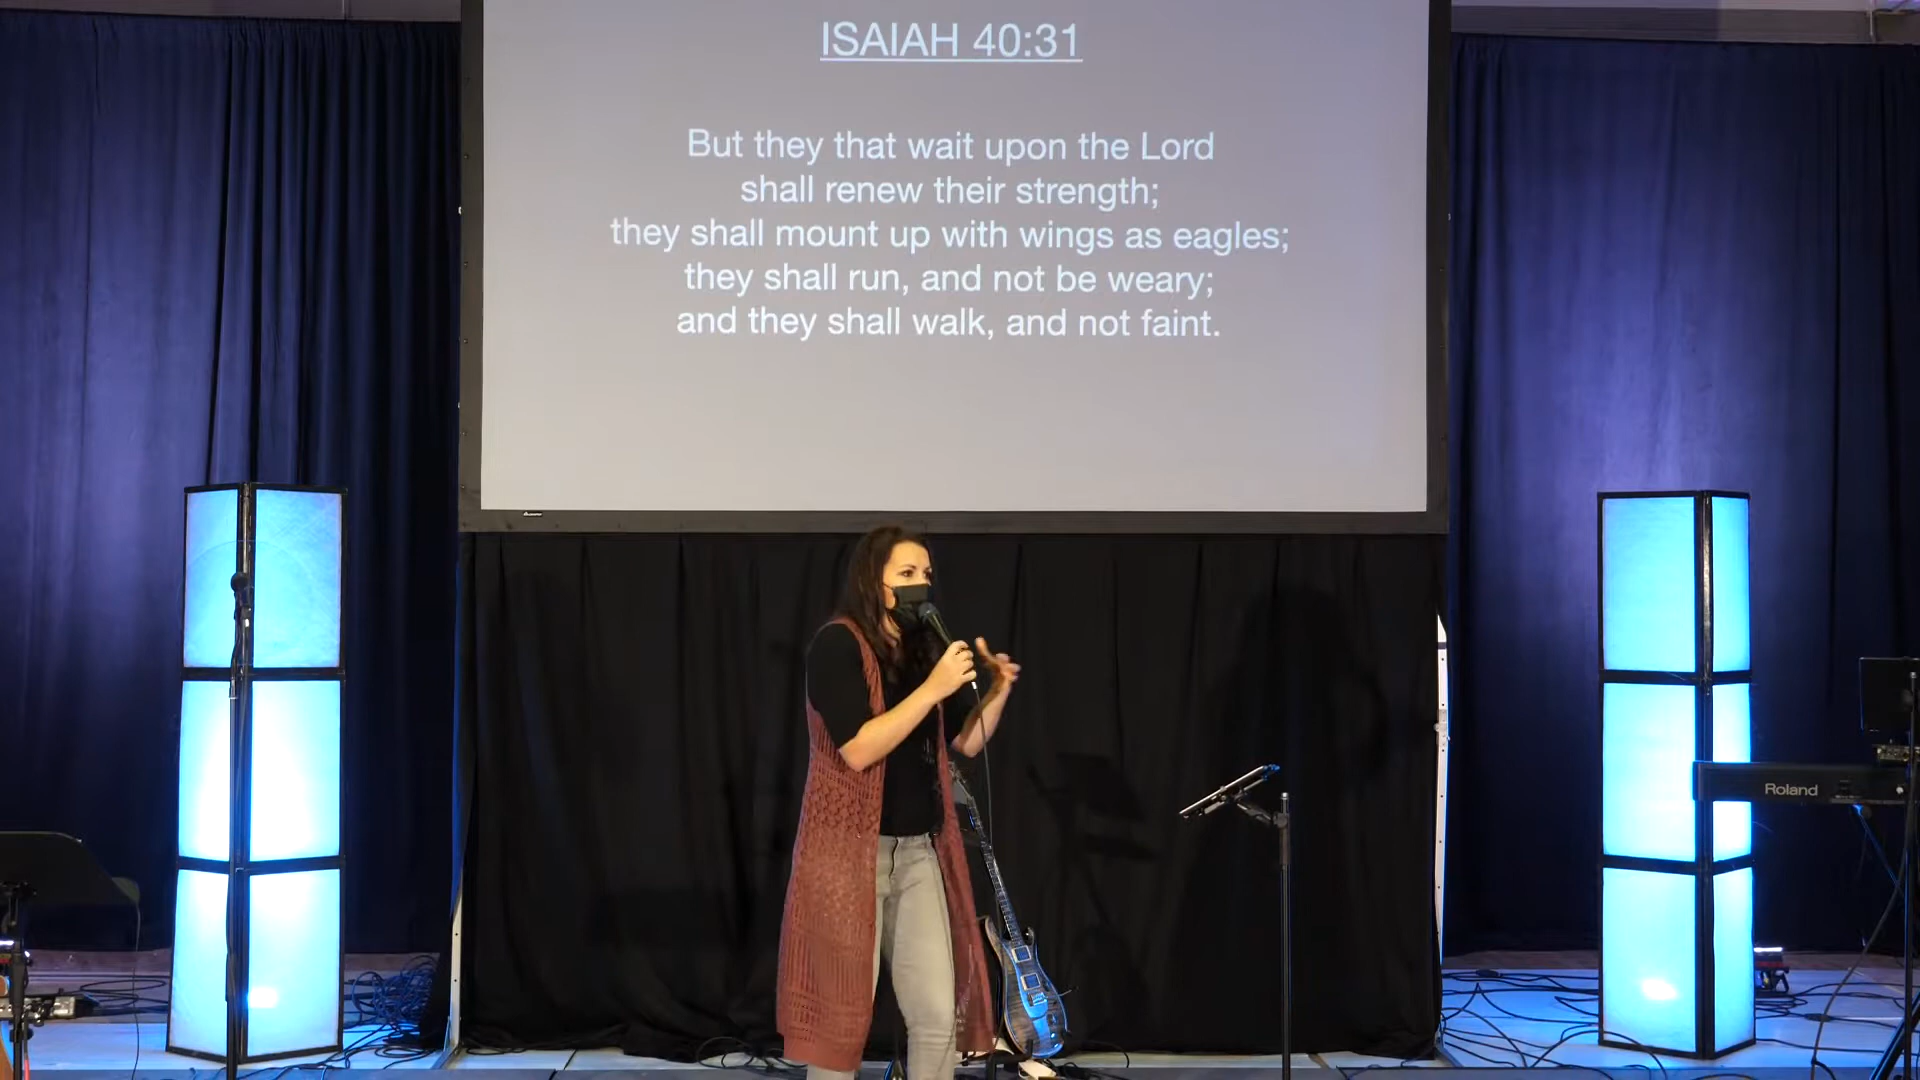 ISAIAH 40:31
But they that wait upon the Lord
shall renew their strength;
they shall mount up with wings as eagles;
they shall run, and not be weary;
and they shall walk, and not faint.
Roland